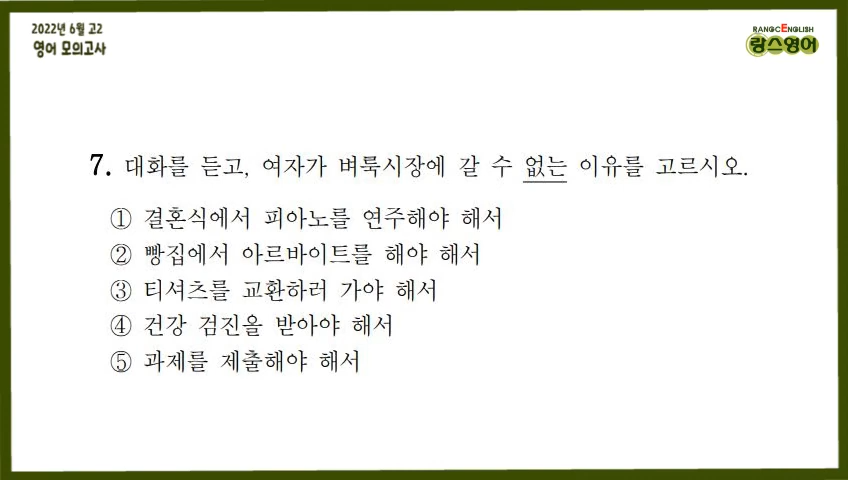 2022년 6월 고2
영어 모의고사
RANGCENGLISH
랑스영어
7. 대화를 듣고, 여자가 벼룩시장에 갈 수 없는 이유를 고르시오.
① 결혼식에서 피아노를 연주해야 해서
② 빵집에서 아르바이트를 해야 해서
③ 티셔츠를 교환하러 가야 해서
④ 건강 검진을 받아야 해서
⑤ 과제를 제출해야 해서